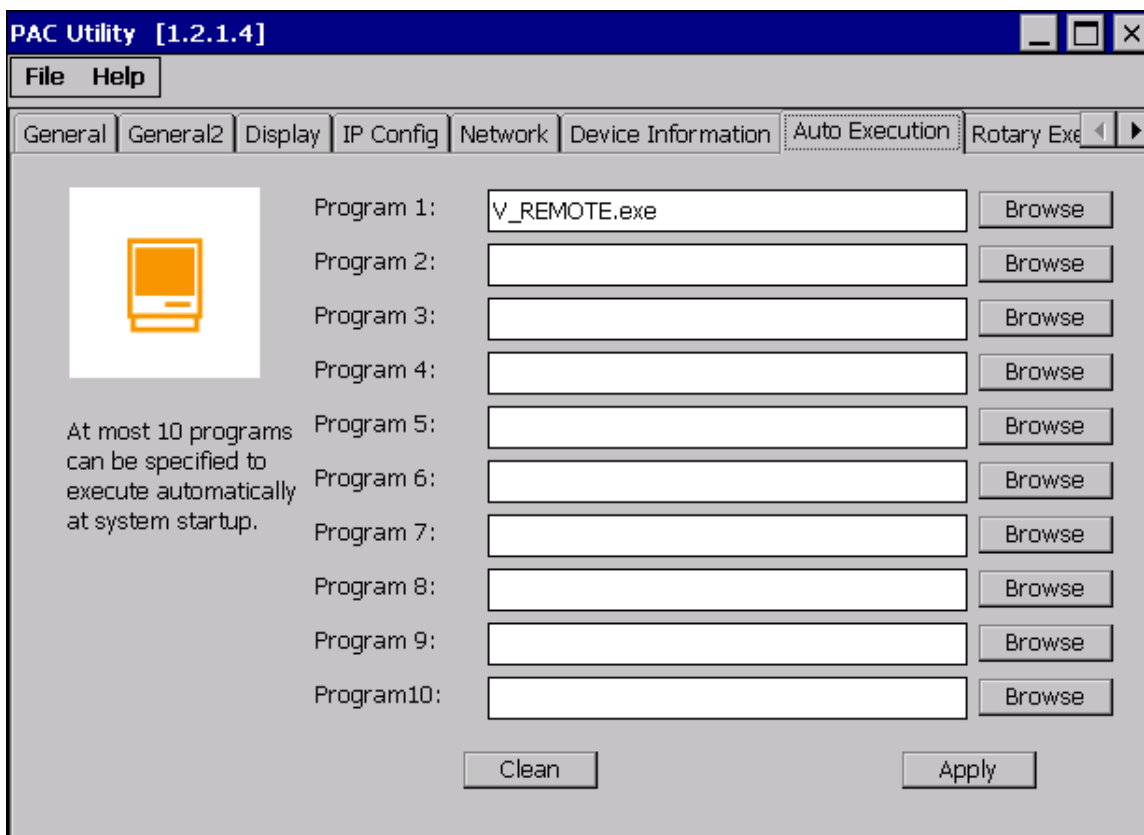 PAC Utility [1.2.1.4]
File Help
General General2 Display IP Config Network Device Information Auto Execution Rotary Exe
Program 1: V_REMOTE.exe Browse
Program 2: Browse
Program 3: Browse
Program 4: Browse
Program 5: Browse
Program 6: Browse
Program 7: Browse
Program 8: Browse
Program 9: Browse
Program10: Browse
At most 10 programs
can be specified to
execute automatically
at system startup.
Clean Apply